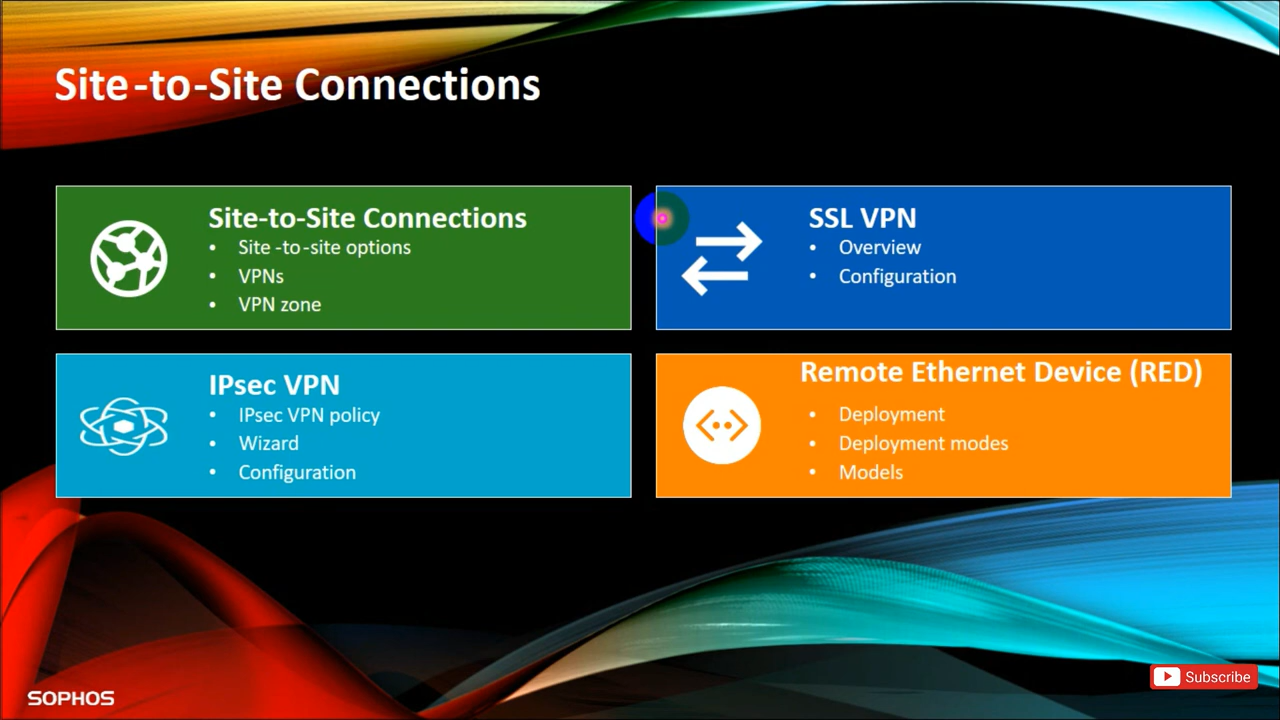 Site-to-Site Connections
Site-to-Site Connections
• Site-to-site options
• VPNs
• VPN zone
SSL VPN
• Overview
• Configuration
IPsec VPN
• IPsec VPN policy
• Wizard
• Configuration
Remote Ethernet Device (RED)
• Deployment
• Deployment modes
• Models
SOPHOS
Subscribe